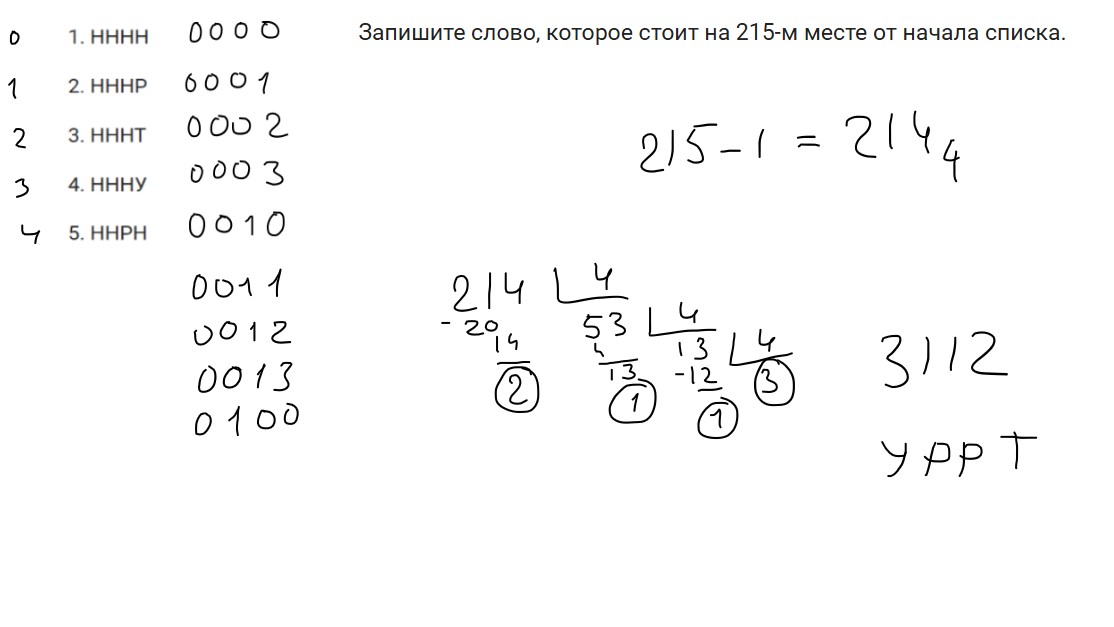 0 1. НННН 0000
Запишите слово, которое стоит на 215-м месте от начала списка.
1 2. НННР 0001
2 3. НННТ 0002
3 4. НННУ 0003
4 5. ННРН 0010
0011
0012
0013
0100
215-1 = 214₄
214 4
-20 53 4
14 4 13 4
2 13 -12 3
1 1
3112
УРРТ